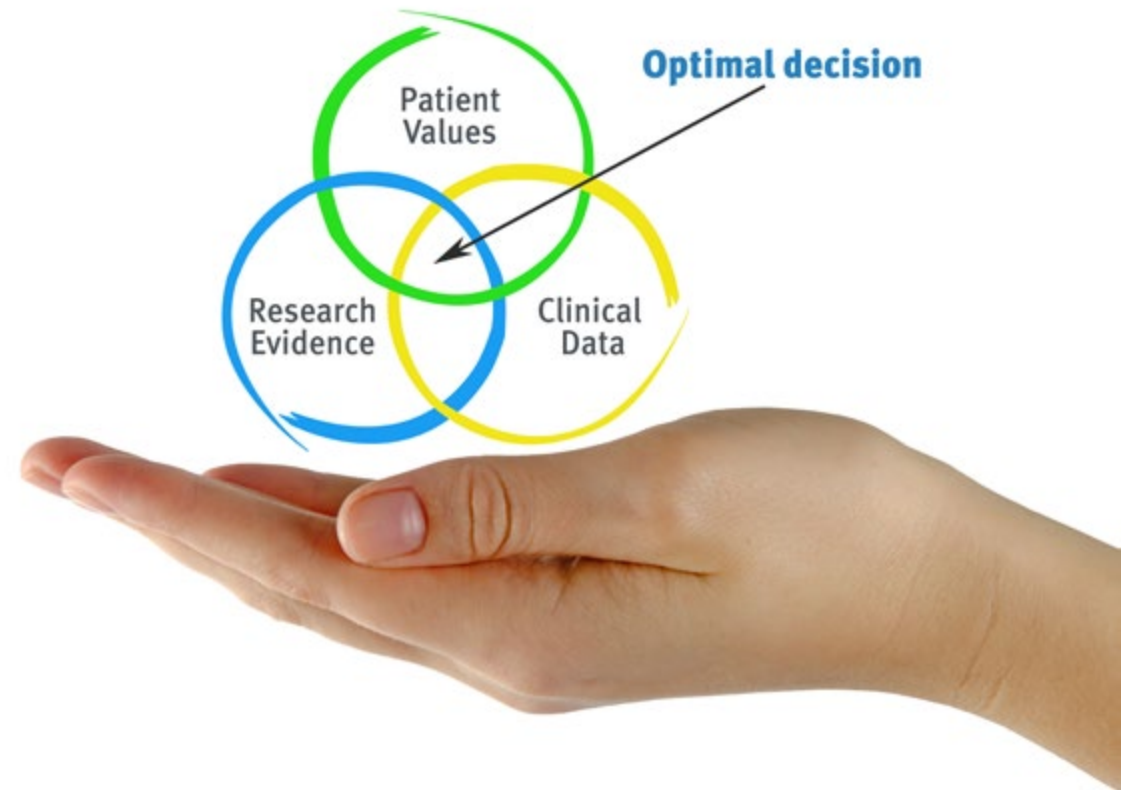 Optimal decision
Patient
Values
Research
Evidence
Clinical
Data